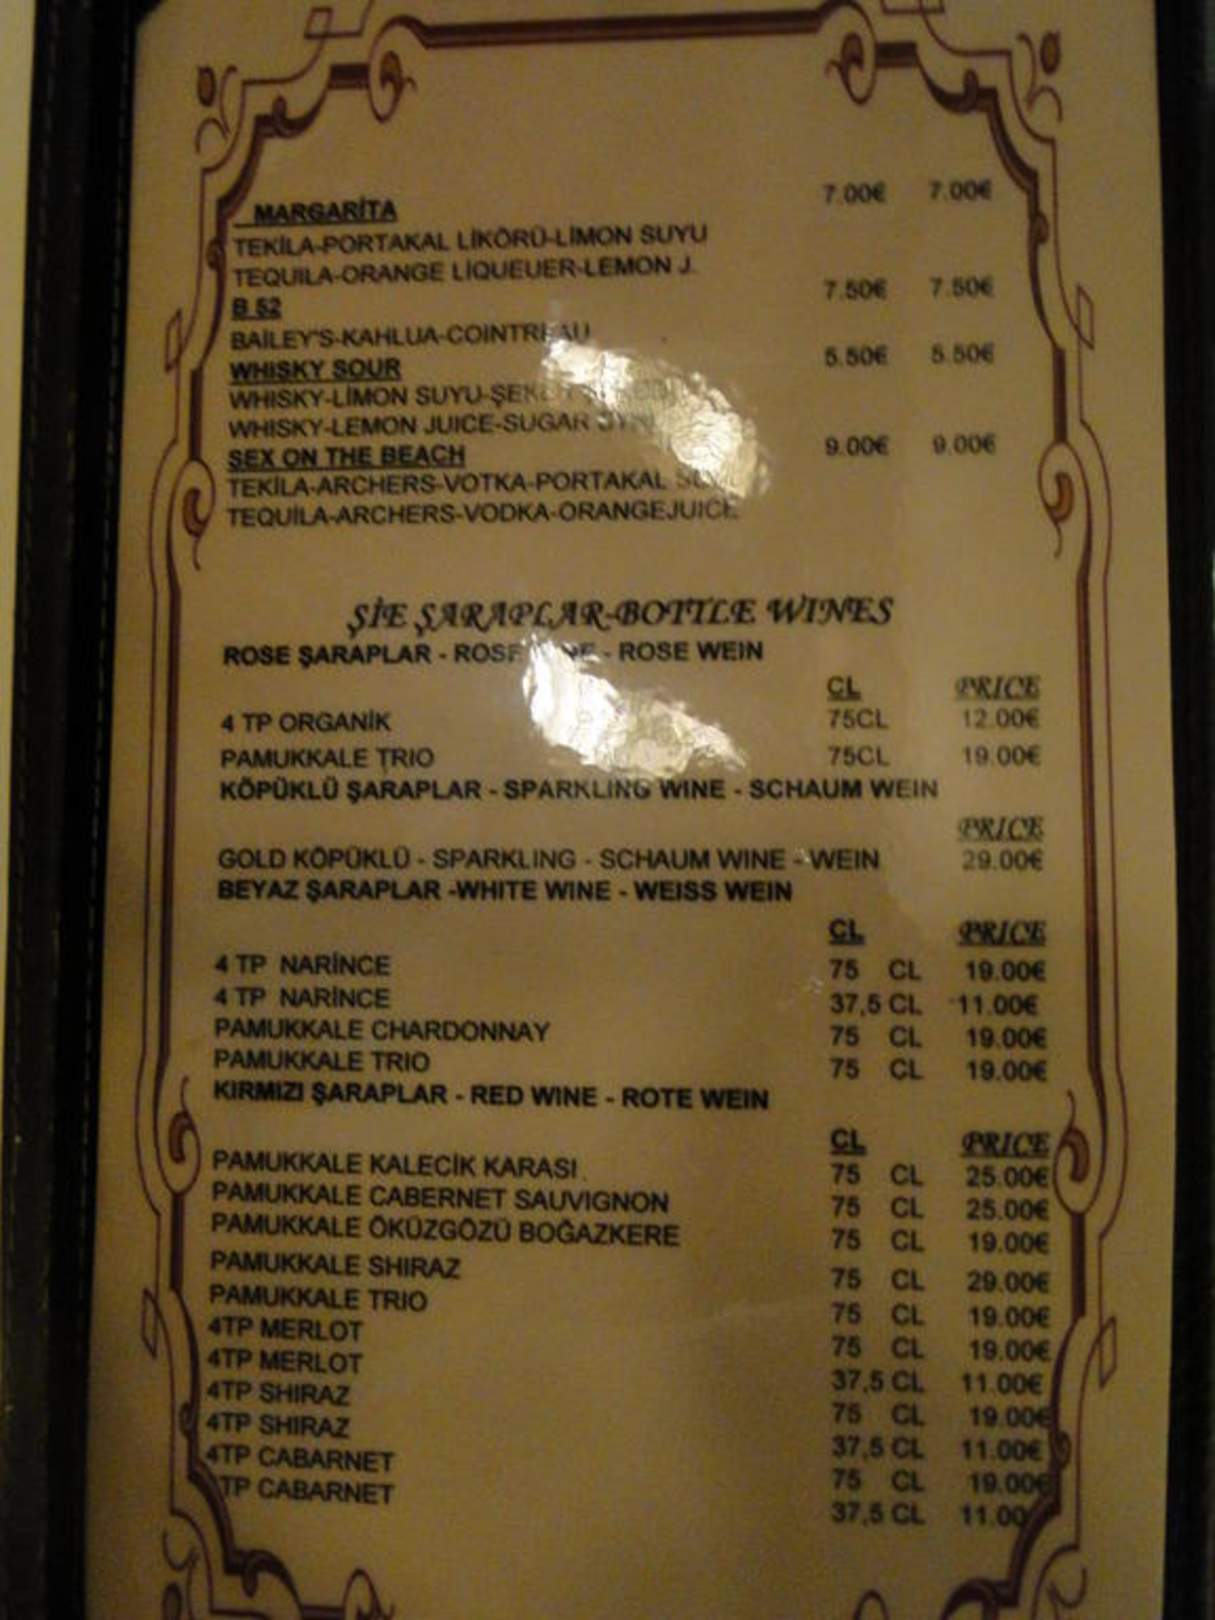 MARGARİTA 7.00€ 7.00€
TEKİLA-PORTAKAL LİKÖRÜ-LİMON SUYU
TEQUILA-ORANGE LİQUEUER-LEMON J.
B 52 7.50€ 7.50€
BAİLEY'S-KAHLUA-COINTREAU
WHISKY SOUR 5.50€ 5.50€
WHISKY-LİMON SUYU-
WHISKY-LEMON JUICE-SUGAR
SEX ON THE BEACH 9.00€ 9.00€
TEKİLA-ARCHERS-VOTKA-PORTAKAL
TEQUİLA-ARCHERS-VODKA-ORANGEJUICE
ŞİE ŞARAPLAR-BOTTLE WINES
ROSE ŞARAPLAR - ROSE - ROSE WEIN
CL PRICE
4 TP ORGANİK 75CL 12.00€
PAMUKKALE TRIO 75CL 19.00€
KÖPÜKLÜ ŞARAPLAR - SPARKLING WINE - SCHAUM WEIN
PRICE
GOLD KÖPÜKLÜ - SPARKLING - SCHAUM WINE - WEIN 29.00€
BEYAZ ŞARAPLAR -WHITE WINE - WEISS WEIN
CL PRICE
4 TP NARİNCE 75 CL 19.00€
4 TP NARİNCE 37,5 CL 11.00€
PAMUKKALE CHARDONNAY 75 CL 19.00€
PAMUKKALE TRIO 75 CL 19.00€
KIRMIZI ŞARAPLAR - RED WINE - ROTE WEIN
CL PRICE
PAMUKKALE KALECİK KARASI 75 CL 25.00€
PAMUKKALE CABERNET SAUVIGNON 75 CL 25.00€
PAMUKKALE ÖKÜZGÖZÜ BOĞAZKERE 75 CL 19.00€
PAMUKKALE SHIRAZ 75 CL 29.00€
PAMUKKALE TRIO 75 CL 19.00€
4TP MERLOT 75 CL 19.00€
4TP MERLOT 37,5 CL 11.00€
4TP SHIRAZ 75 CL 19.00€
4TP SHIRAZ 37,5 CL 11.00€
4TP CABARNET 75 CL 19.00€
TP CABARNET 37,5 CL 11.00